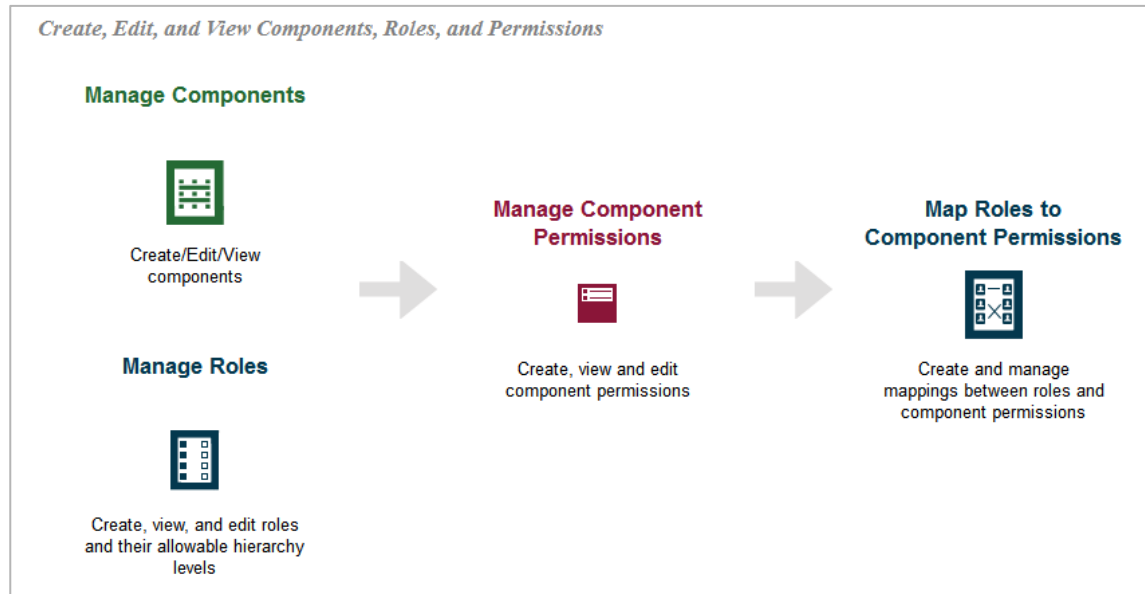 Create, Edit, and View Components, Roles, and Permissions
Manage Components
Create/Edit/View
components
Manage Roles
Create, view, and edit roles
and their allowable hierarchy
levels
Manage Component
Permissions
Create, view and edit
component permissions
Map Roles to
Component Permissions
Create and manage
mappings between roles and
component permissions